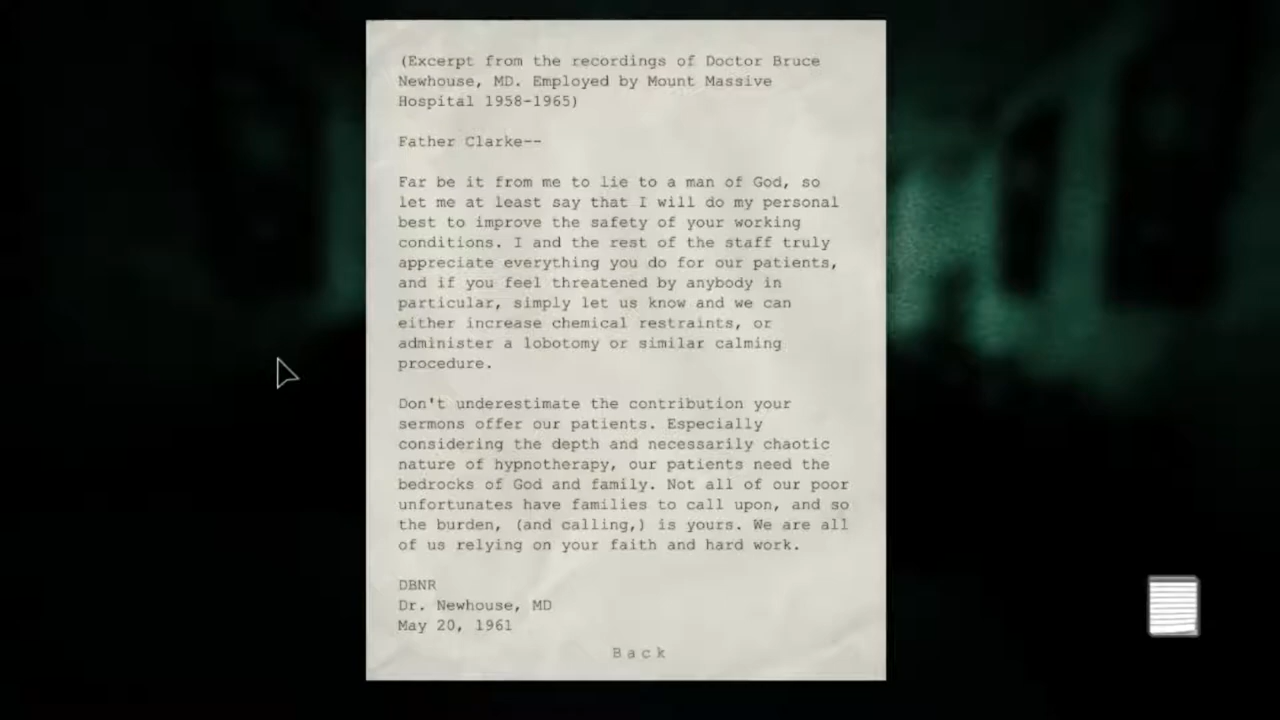 (Excerpt from the recordings of Doctor Bruce
Newhouse, MD. Employed by Mount Massive
Hospital 1958-1965)
Father Clarke--
Far be it from me to lie to a man of God, so
let me at least say that I will do my personal
best to improve the safety of your working
conditions. I and the rest of the staff truly
appreciate everything you do for our patients,
and if you feel threatened by anybody in
particular, simply let us know and we can
either increase chemical restraints, or
administer a lobotomy or similar calming
procedure.
Don't underestimate the contribution your
sermons offer our patients. Especially
considering the depth and necessarily chaotic
nature of hypnotherapy, our patients need the
bedrocks of God and family. Not all of our poor
unfortunates have families to call upon, and so
the burden, (and calling,) is yours. We are all
of us relying on your faith and hard work.
DBNR
Dr. Newhouse, MD
May 20, 1961
Back